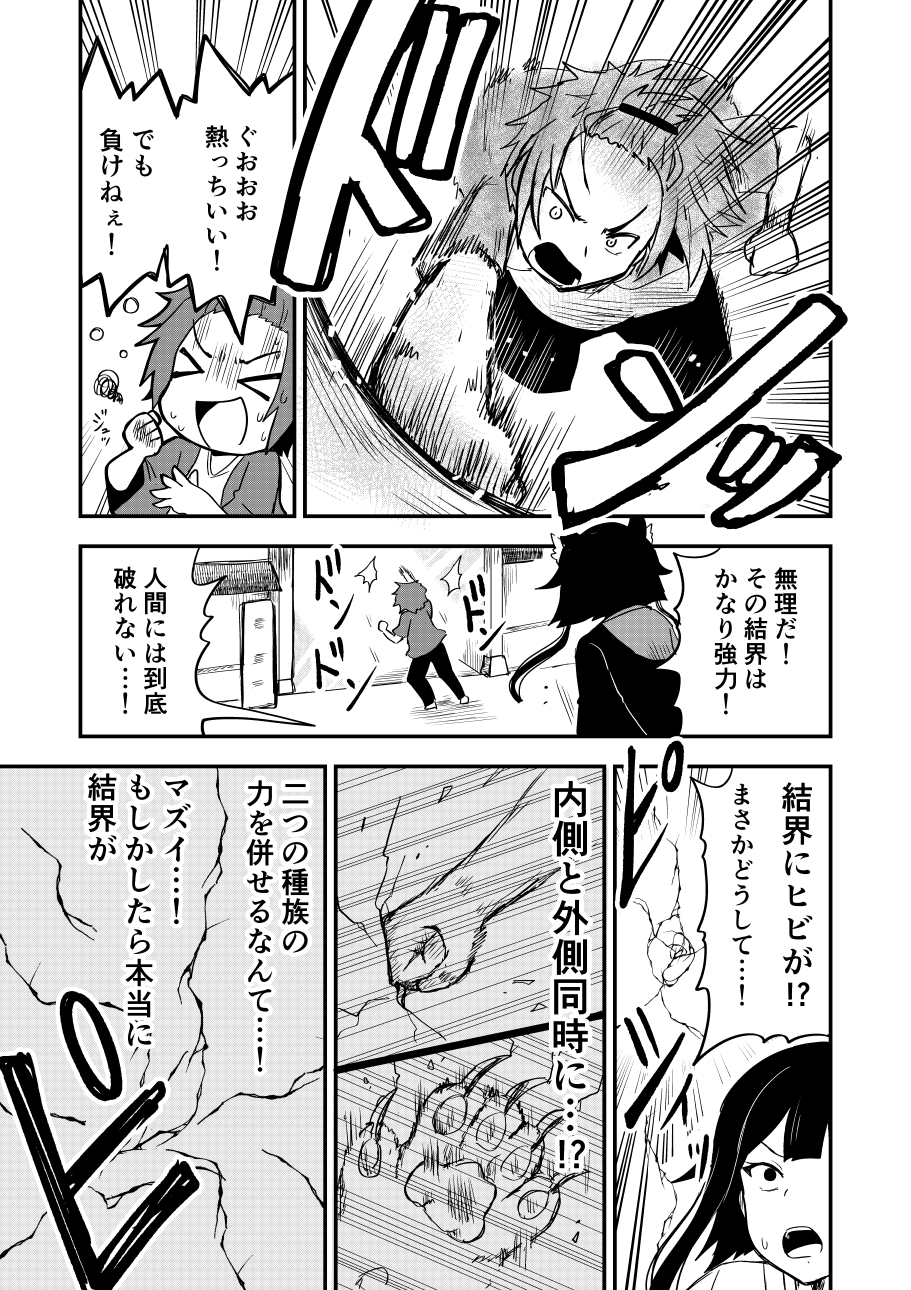 ドンッ
ぐおおお
熱っちいい！
でも
負けねぇ！
ジュッ
無理だ！
その結界は
かなり強力！
ドンッ
ドンッ
人間には到底
破れない…！
ピシッ
結界にヒビが⁉
まさかどうして…！
内側と外側同時に…⁉
二つの種族の
力を併せるなんて…！
マズイ…！
もしかしたら本当に
結界が
ピ